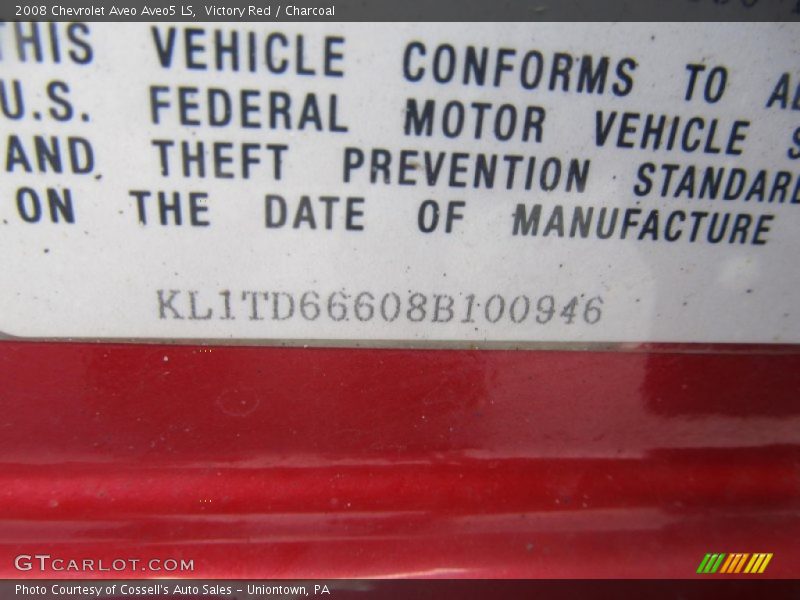 2008 Chevrolet Aveo Aveo5 LS, Victory Red / Charcoal
THIS VEHICLE CONFORMS TO
U.S. FEDERAL MOTOR VEHICLE
AND THEFT PREVENTION STANDARD
ON THE DATE OF MANUFACTURE
KL1TD66608B100946
GTCARLOT.COM
Photo Courtesy of Cossell's Auto Sales - Uniontown, PA